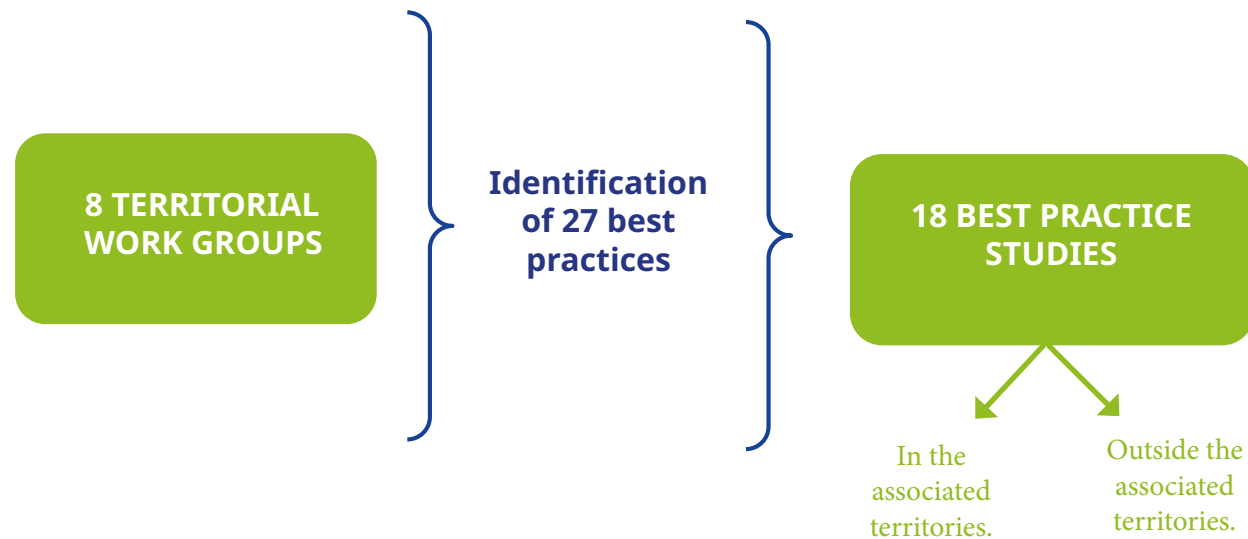 8 TERRITORIAL
WORK GROUPS
Identification
of 27 best
practices
18 BEST PRACTICE
STUDIES
In the
associated
territories.
Outside the
associated
territories.